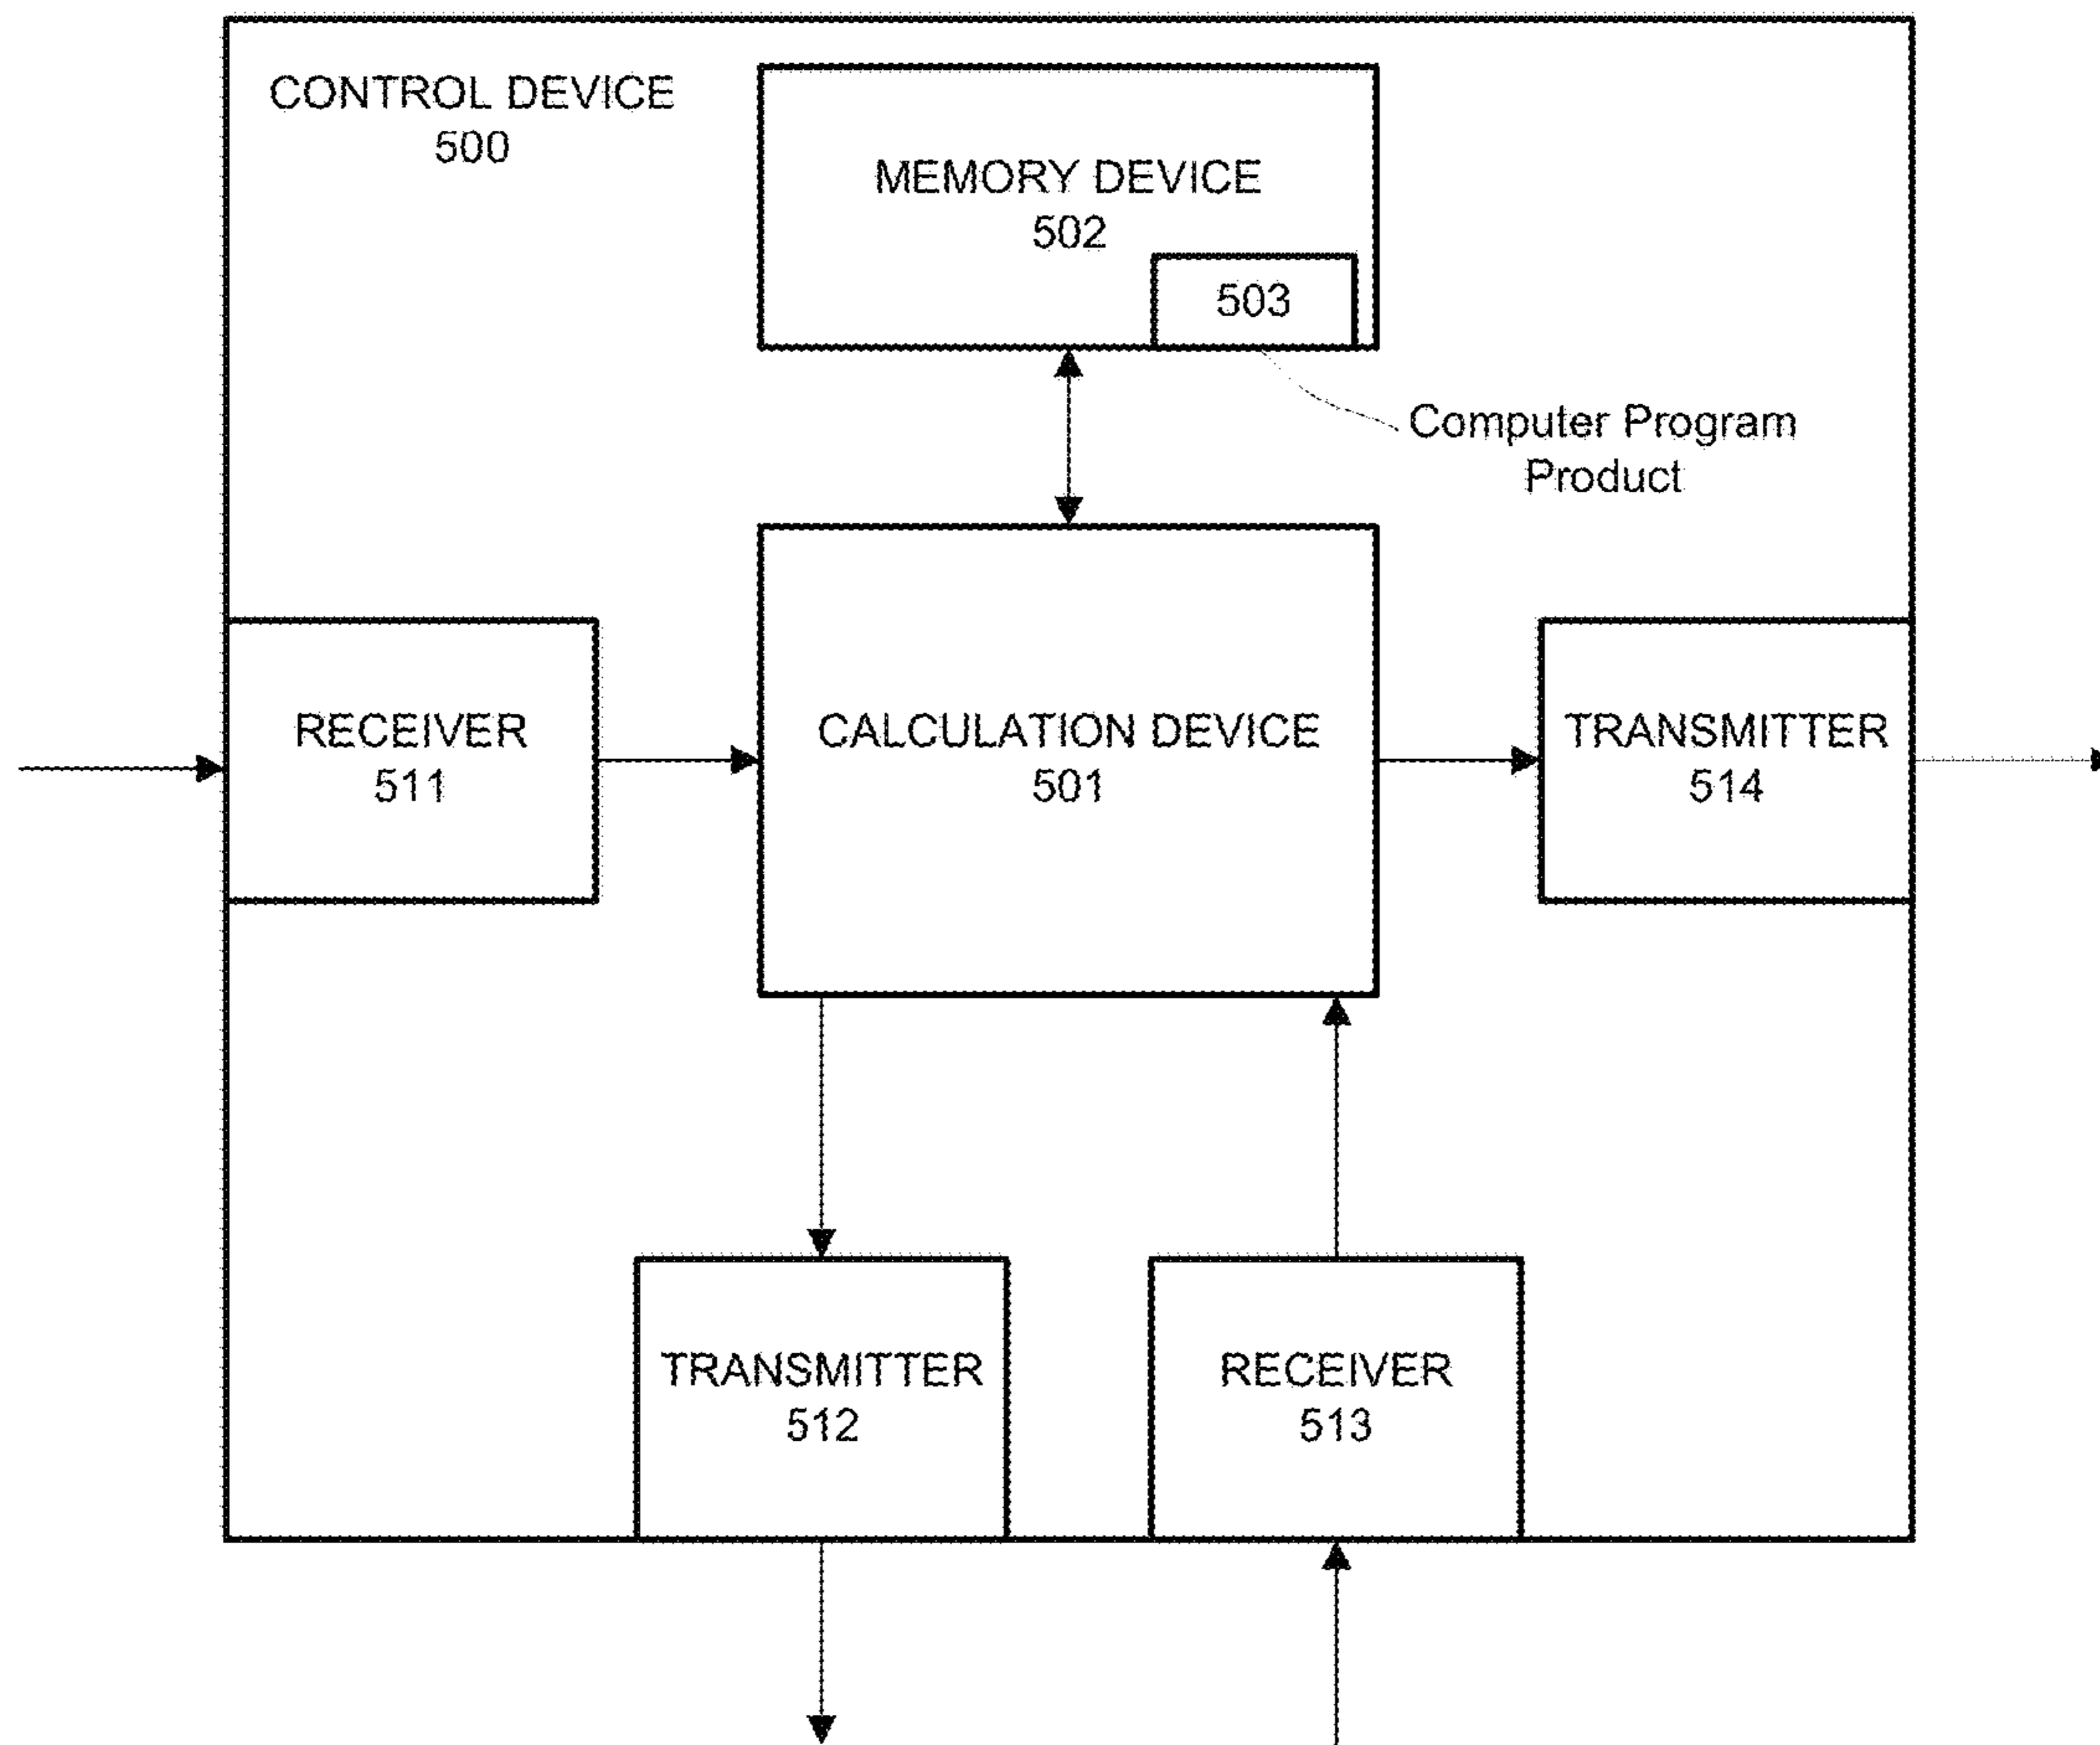 CONTROL DEVICE
500
MEMORY DEVICE
502
503
Computer Program
Product
RECEIVER
511
CALCULATION DEVICE
501
TRANSMITTER
514
TRANSMITTER
512
RECEIVER
513